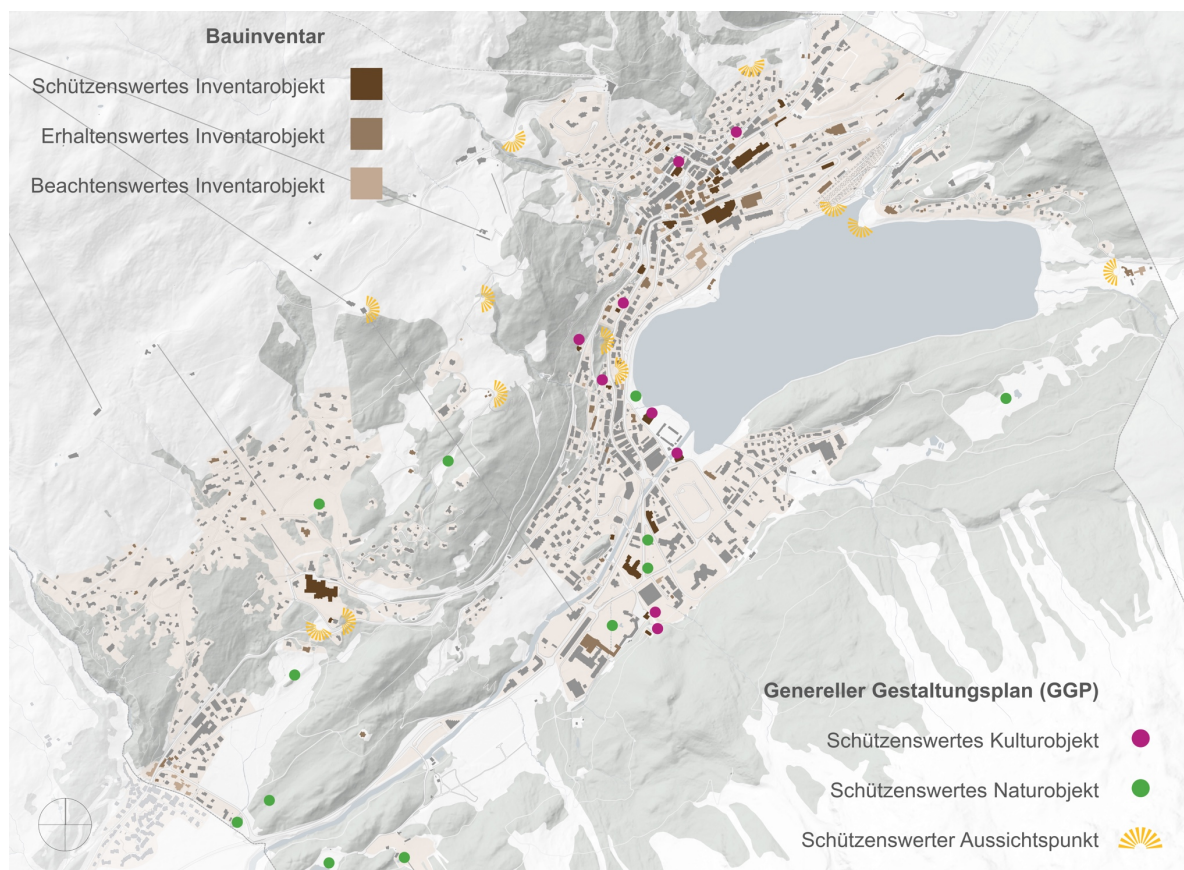 Bauinventar
Schützenswertes Inventarobjekt
Erhaltenswertes Inventarobjekt
Beachtenswertes Inventarobjekt
Genereller Gestaltungsplan (GGP)
Schützenswertes Kulturobjekt
Schützenswertes Naturobjekt
Schützenswerter Aussichtspunkt